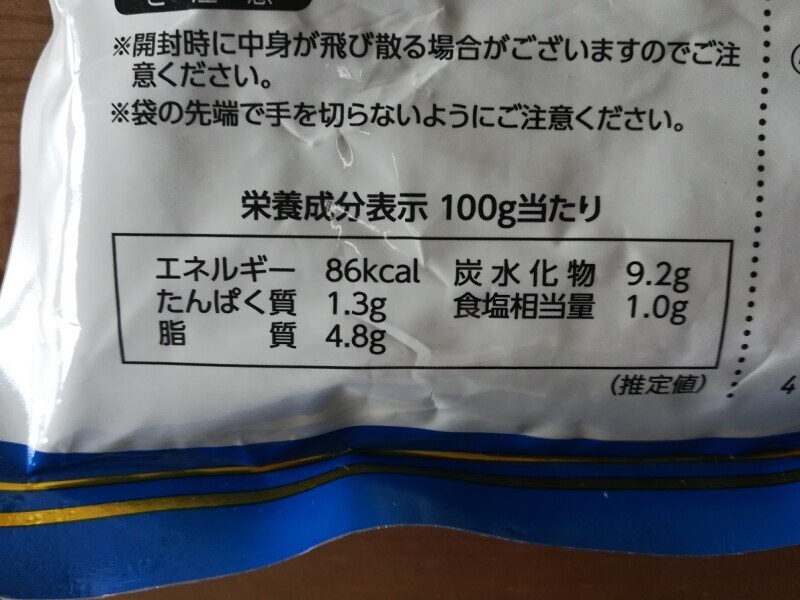 ※開封時に中身が飛び散る場合がございますのでご注
意ください。
※袋の先端で手を切らないようにご注意ください。
栄養成分表示 100g当たり
エネルギー 86kcal 炭水化物 9.2g
たんぱく質 1.3g 食塩相当量 1.0g
脂質 4.8g
(推定値)
4